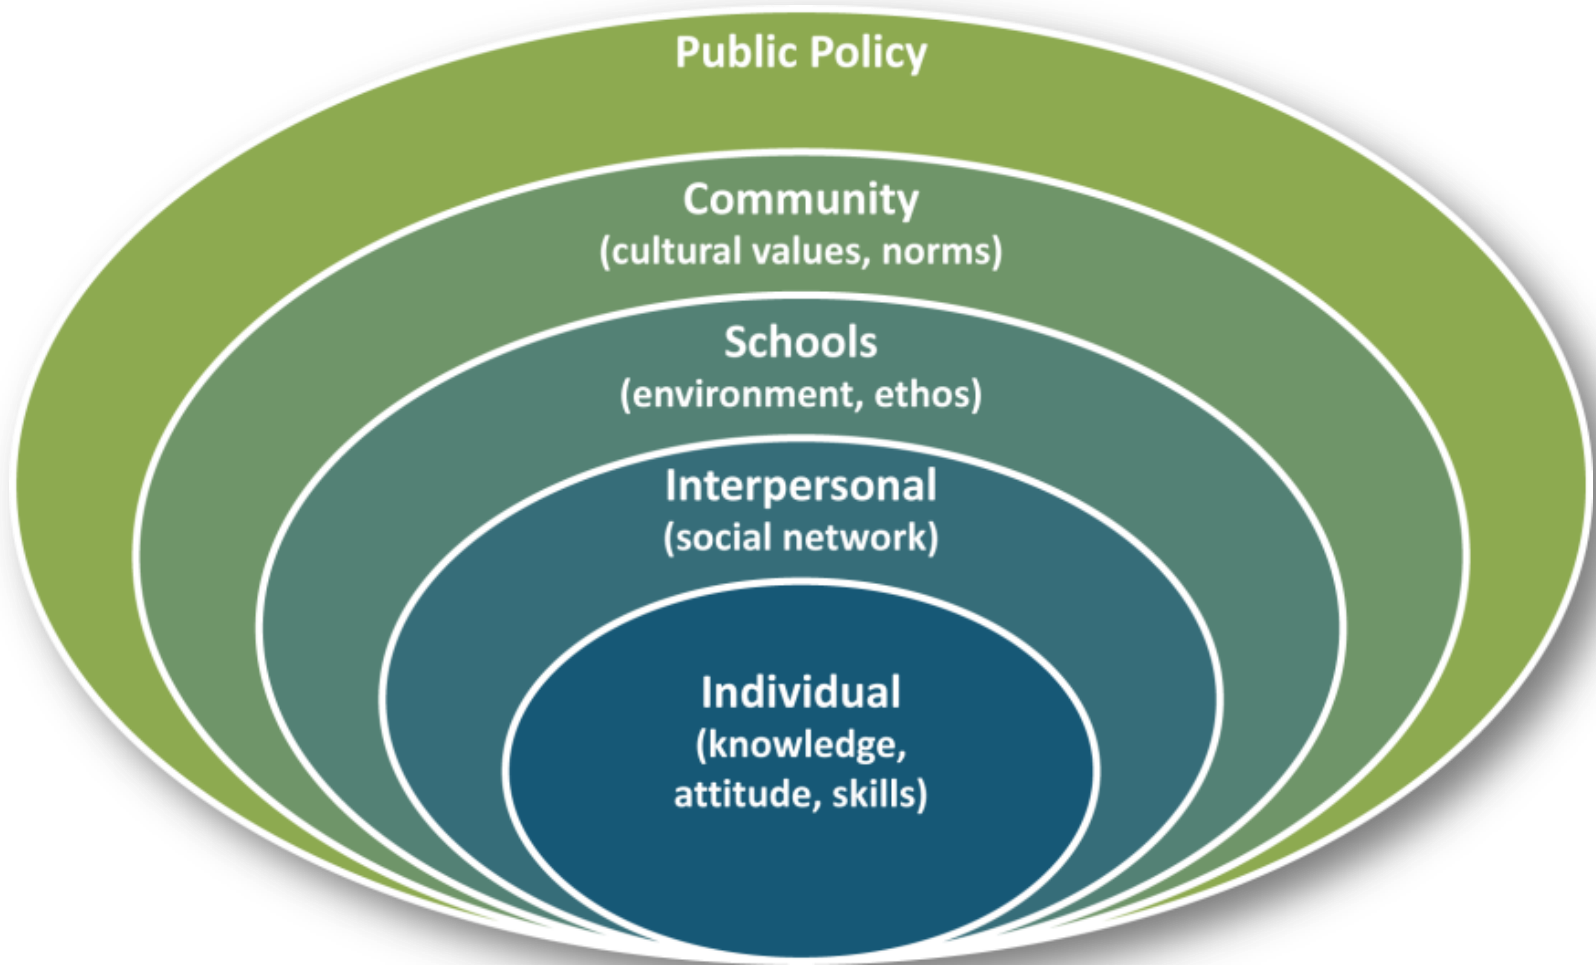 Public Policy
Community
(cultural values, norms)
Schools
(environment, ethos)
Interpersonal
(social network)
Individual
(knowledge,
attitude, skills)